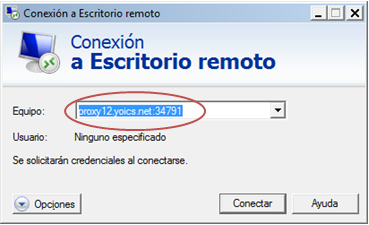 Conexión a Escritorio remoto
Conexión
a Escritorio remoto
Equipo: proxy12.yoics.net:34791
Usuario: Ninguno especificado
Se solicitarán credenciales al conectarse.
Opciones Conectar Ayuda